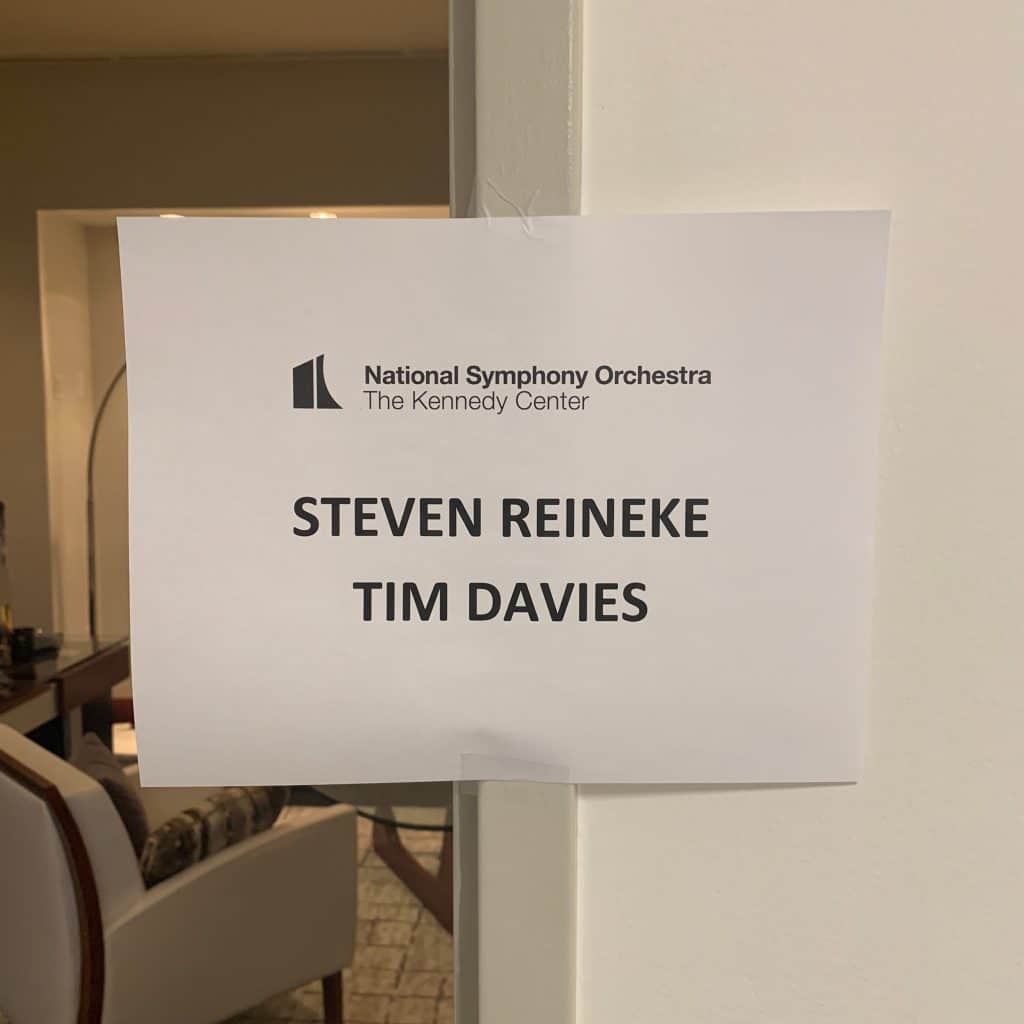 National Symphony Orchestra
The Kennedy Center
STEVEN REINEKE
TIM DAVIES